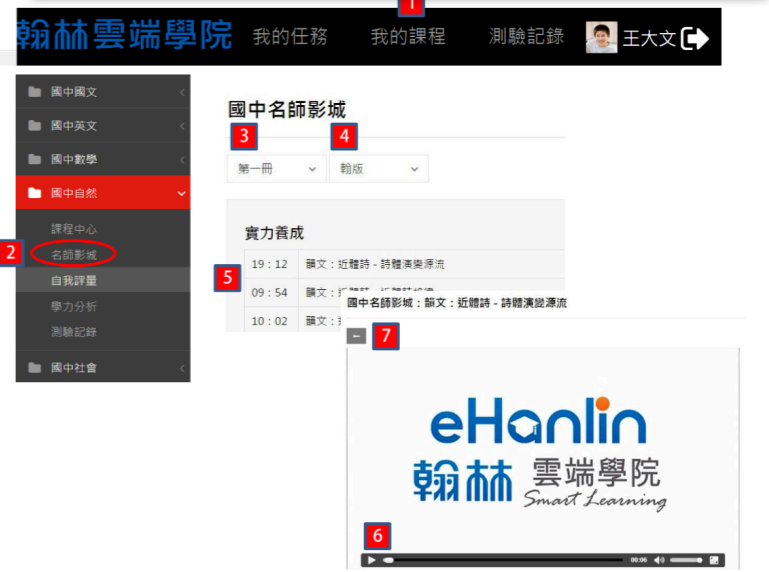 1
翰林雲端學院 我的任務 我的課程 測驗記錄 王大文
國中國文
國中英文
國中數學
國中自然
課程中心
2 名師影城
自我評量
學力分析
測驗記錄
國中社會
國中名師影城
3 4
第一冊 翰版
實力養成
5
19：12 韻文：近體詩 - 詩體演變源流
09：54 韻文：
10：02 韻文：
國中名師影城：韻文：近體詩 - 詩體演變源流
← 7
eHanlin
翰林 雲端學院
Smart Learning
6
00:06